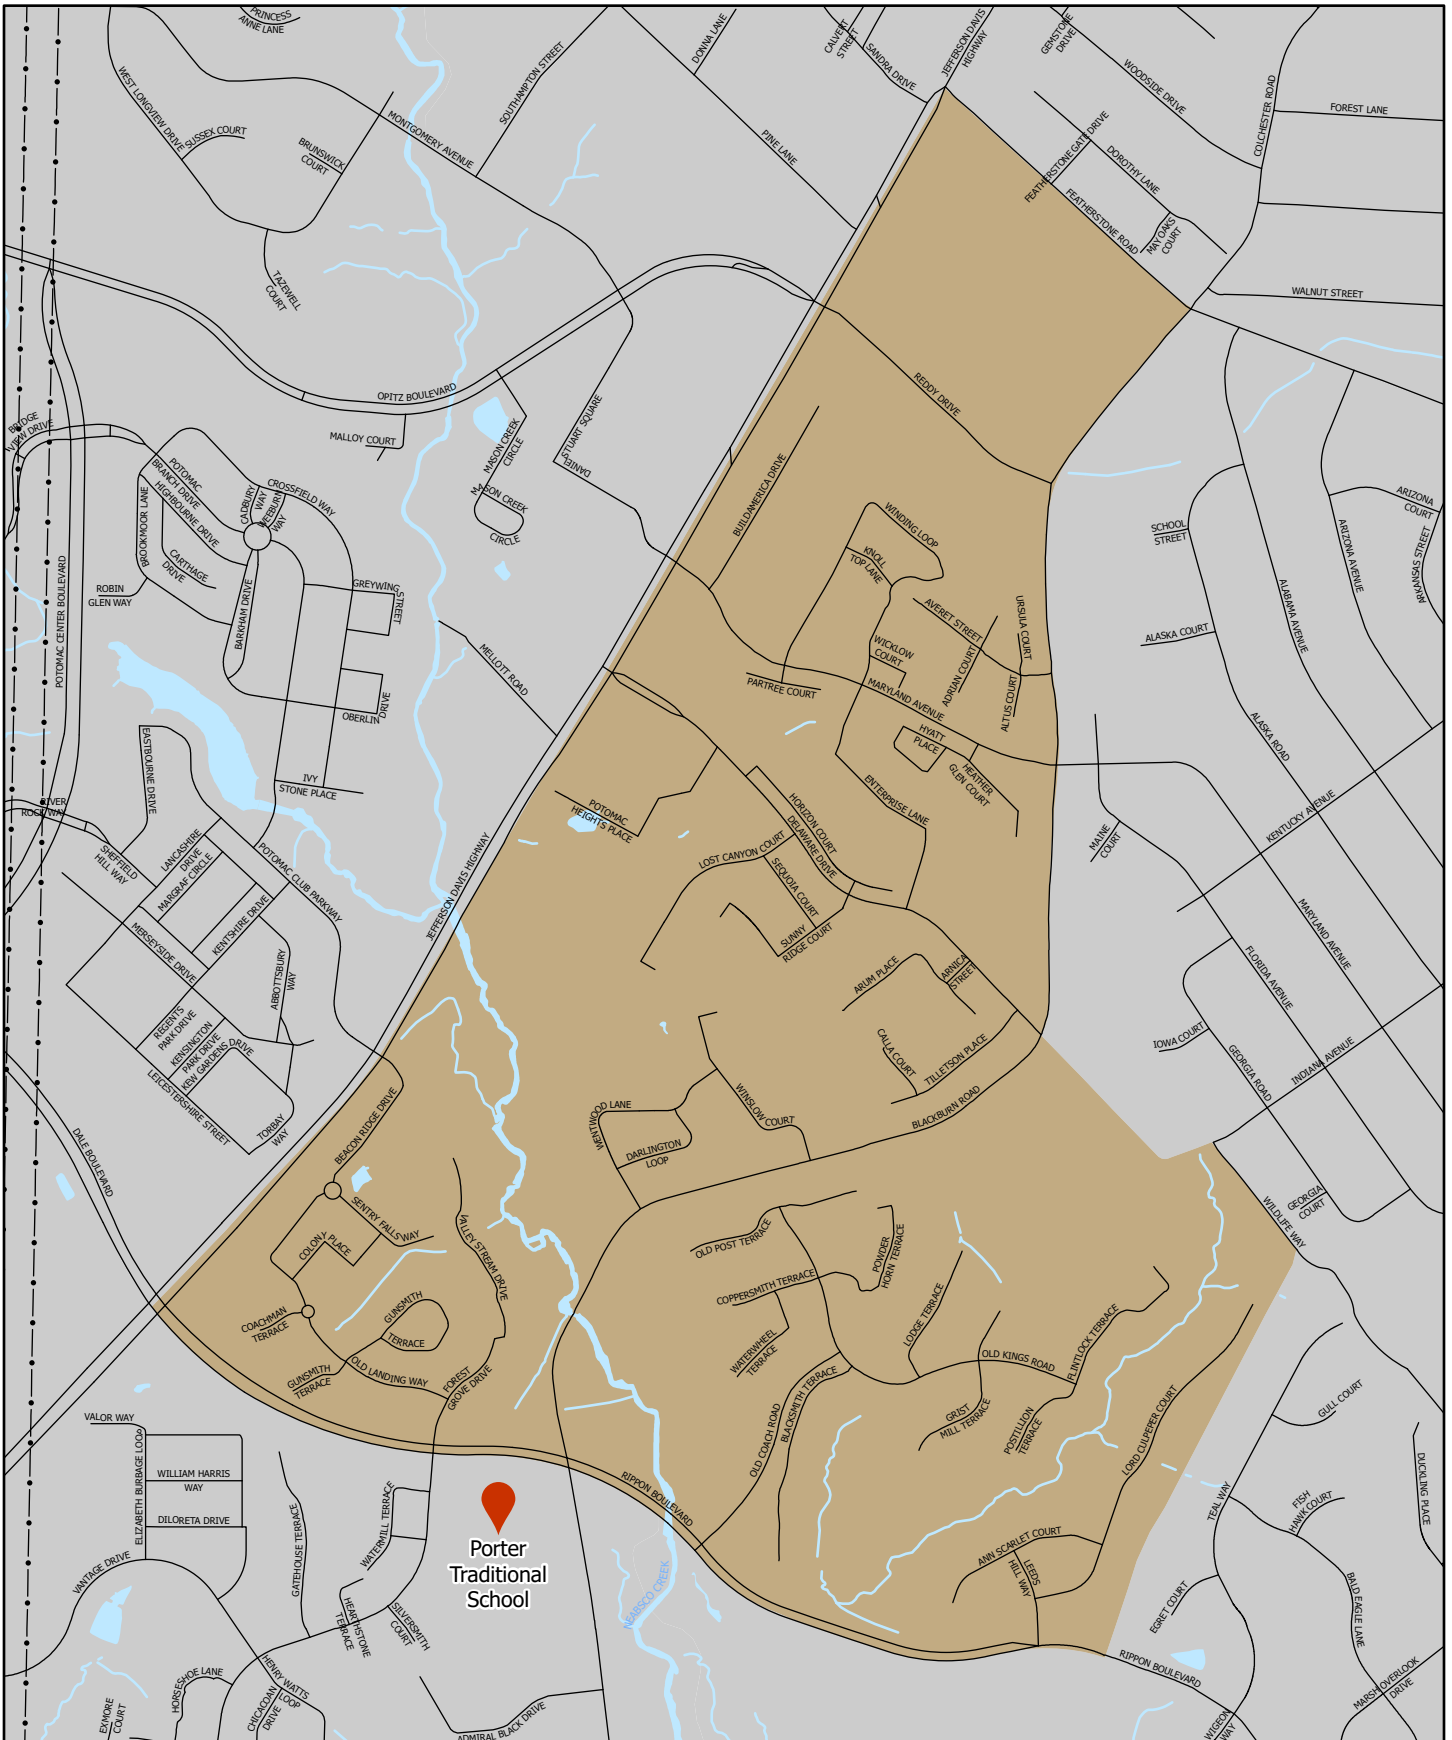 PRINCESS
ANNE LANE
WEST LONGVIEW DRIVE
SUSSEX COURT
BRUNSWICK
COURT
MONTGOMERY AVENUE
SOUTHAMPTON STREET
DONNA LANE
PINE LANE
CALVERT
STREET
SANDRA DRIVE
JEFFERSON DAVIS
HIGHWAY
GEMSTONE
DRIVE
WOODSIDE DRIVE
COLCHESTER ROAD
FOREST LANE
FEATHERSTONE GATE DRIVE
DOROTHY LANE
FEATHERSTONE ROAD
MAY OAKS
COURT
WALNUT STREET
TAZEWELL
COURT
OPITZ BOULEVARD
MALLOY COURT
MASON CREEK
CIRCLE
MASON CREEK
CIRCLE
DANIEL
STUART SQUARE
REDDY DRIVE
BUILDAMERICA DRIVE
BRIDGE
VIEW DRIVE
POTOMAC
BRANCH DRIVE
HIGHBOURNE DRIVE
BROOKMOOR LANE
CADBURY
WAY
WEEBURN
WAY
CROSSFIELD WAY
CARTHAGE
DRIVE
ROBIN
GLEN WAY
BARKHAM DRIVE
GREYWING
STREET
OBERLIN
DRIVE
POTOMAC CENTER BOULEVARD
MELLOTT ROAD
WINDING LOOP
KNOLL
TOP LANE
AVERET STREET
URSULA COURT
WICKLOW
COURT
ADRIAN COURT
ALTUS COURT
PARTREE COURT
MARYLAND AVENUE
HYATT
PLACE
HEATHER
GLEN COURT
ENTERPRISE LANE
SCHOOL
STREET
ALASKA COURT
ARIZONA
COURT
ARIZONA AVENUE
ARKANSAS STREET
ALABAMA AVENUE
ALASKA ROAD
KENTUCKY AVENUE
MAINE
COURT
MARYLAND AVENUE
FLORIDA AVENUE
IOWA COURT
GEORGIA ROAD
INDIANA AVENUE
GEORGIA
COURT
WILDLIFE WAY
EASTBOURNE DRIVE
IVY
STONE PLACE
RIVER
ROCK WAY
SHEFFIELD
HILL WAY
LANCASHIRE
DRIVE
MARGRAF CIRCLE
POTOMAC CLUB PARKWAY
KENTSHIRE DRIVE
MERSEYSIDE DRIVE
ABBOTTSBURY
WAY
REGENTS
PARK DRIVE
KENSINGTON
PARK DRIVE
KEW GARDENS DRIVE
LEICESTERSHIRE STREET
TORBAY
WAY
DALE BOULEVARD
JEFFERSON DAVIS HIGHWAY
POTOMAC
HEIGHTS PLACE
HORIZON COURT
DELAWARE DRIVE
LOST CANYON COURT
SEQUOIA COURT
SUNNY
RIDGE COURT
ARUM PLACE
ARNICA
STREET
CALLA COURT
TILLETSON PLACE
BLACKBURN ROAD
WINSLOW
COURT
WENTWOOD LANE
DARLINGTON
LOOP
BEACON RIDGE DRIVE
SENTRY FALLS WAY
COLONY PLACE
VALLEY STREAM DRIVE
COACHMAN
TERRACE
GUNSMITH
TERRACE
GUNSMITH
TERRACE
OLD LANDING WAY
FOREST
GROVE DRIVE
OLD POST TERRACE
POWDER
HORN TERRACE
COPPERSMITH TERRACE
WATERWHEEL
TERRACE
LODGE TERRACE
OLD KINGS ROAD
FLINTLOCK TERRACE
GRIST
MILL TERRACE
POSTILLION
TERRACE
BLACKSMITH TERRACE
OLD COACH ROAD
LORD CULPEPER COURT
ANN SCARLET COURT
LEEDS
HILL WAY
RIPPON BOULEVARD
RIPPON BOULEVARD
GULL COURT
DUCKLING PLACE
TEAL WAY
FISH
HAWK COURT
BALD EAGLE LANE
EGRET COURT
MARSH OVERLOOK
DRIVE
WIGEON
WAY
VALOR WAY
ELIZABETH BURBAGE LOOP
WILLIAM HARRIS
WAY
DILORETA DRIVE
VANTAGE DRIVE
GATEHOUSE TERRACE
WATERMILL TERRACE
HEARTHSTONE
TERRACE
SILVERSMITH
COURT
Porter
Traditional
School
NEABSCO CREEK
HORSESHOE LANE
EXMORE
COURT
HENRY WATTS
LOOP
CHICACOAN
DRIVE
ADMIRAL BLACK DRIVE